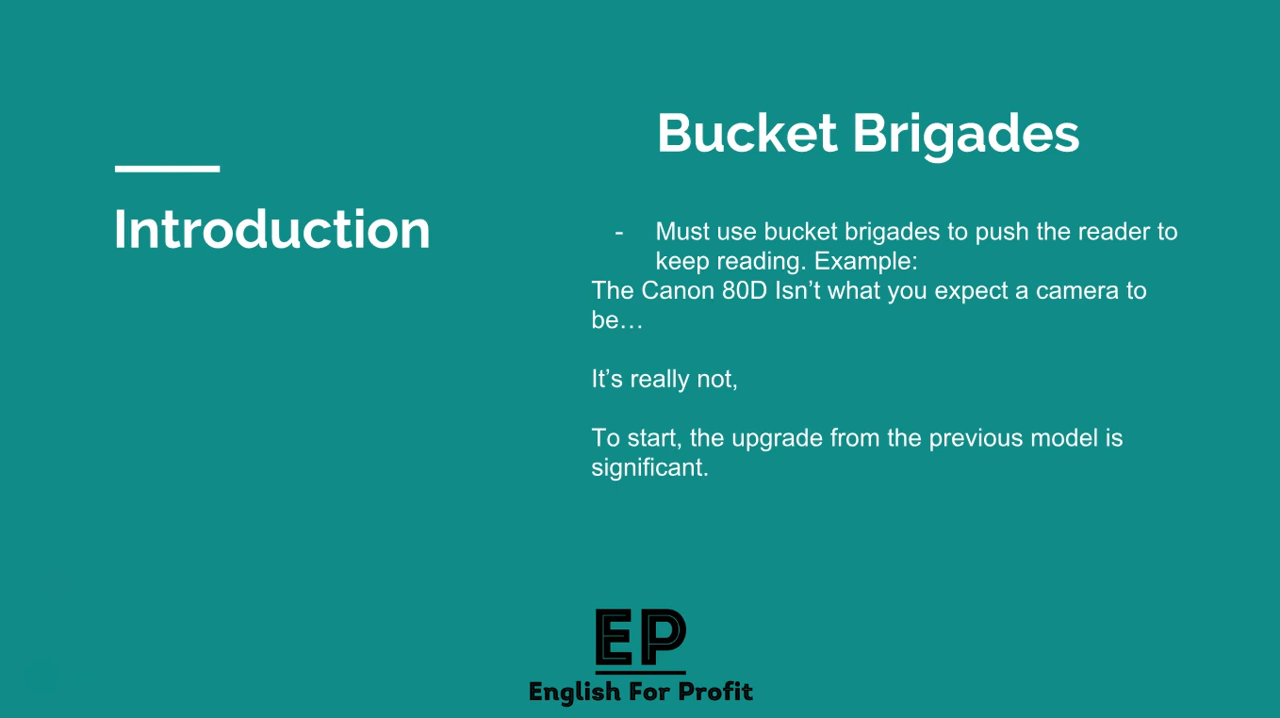 Introduction
Bucket Brigades
- Must use bucket brigades to push the reader to
keep reading. Example:
The Canon 80D Isn’t what you expect a camera to
be…
It’s really not,
To start, the upgrade from the previous model is
significant.
EP
English For Profit